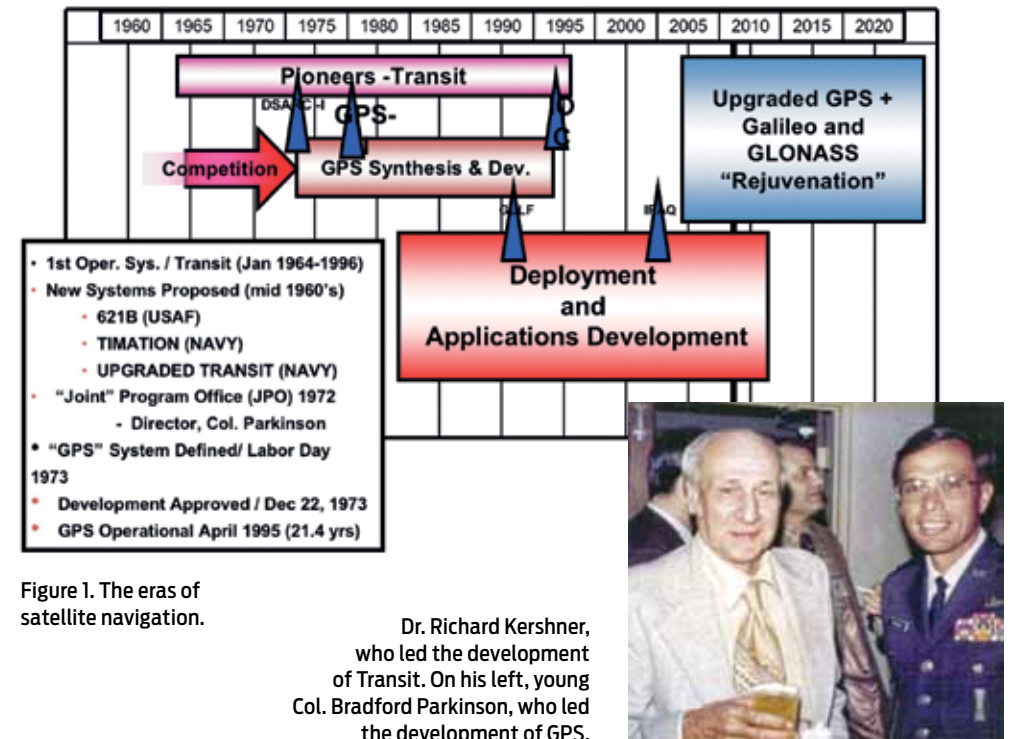 1960 1965 1970 1975 1980 1985 1990 1995 2000 2005 2010 2015 2020
Pioneers -Transit
DSARC-I
GPS-
Competition
GPS Synthesis & Dev.
Upgraded GPS +
Galileo and
GLONASS
“Rejuvenation”
Deployment
and
Applications Development
· 1st Oper. Sys. / Transit (Jan 1964-1996)
· New Systems Proposed (mid 1960’s)
· 621B (USAF)
· TIMATION (NAVY)
· UPGRADED TRANSIT (NAVY)
· “Joint” Program Office (JPO) 1972
- Director, Col. Parkinson
• “GPS” System Defined/ Labor Day
1973
• Development Approved / Dec 22, 1973
• GPS Operational April 1995 (21.4 yrs)
Figure 1. The eras of
satellite navigation.
Dr. Richard Kershner,
who led the development
of Transit. On his left, young
Col. Bradford Parkinson, who led
the development of GPS.